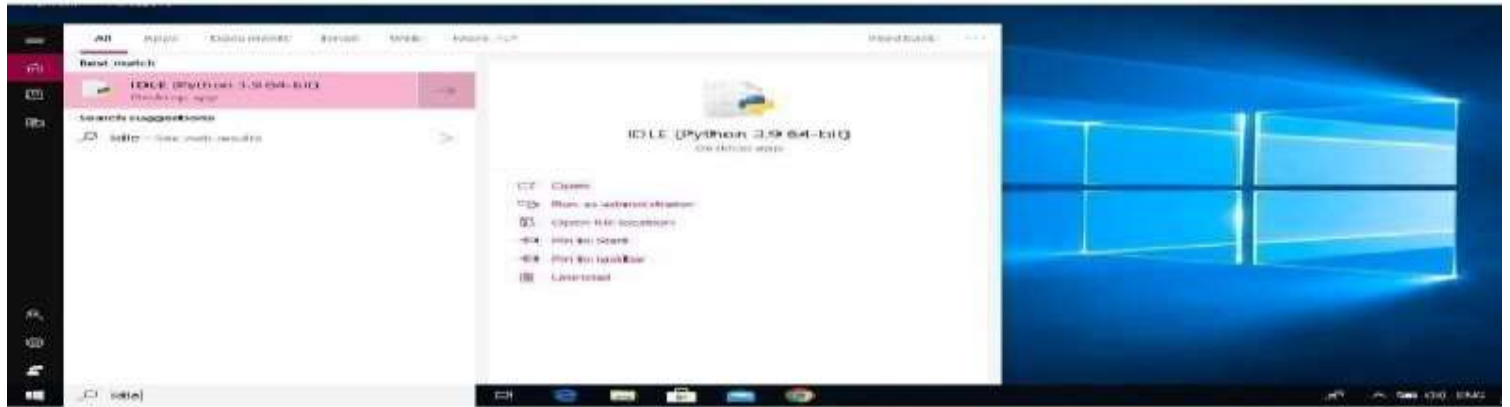 All Apps Documents Email Web
Best match
IDLE (Python 3.9 64-bit)
Desktop app
Search suggestions
idle - See web results
IDLE (Python 3.9 64-bit)
Desktop app
Open
Run as administrator
Open file location
Pin to Start
Pin to taskbar
Uninstall
idle
ENG